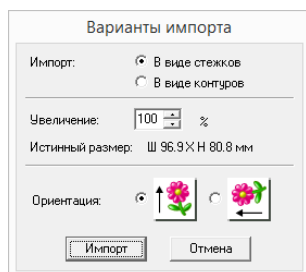 Варианты импорта
Импорт: В виде стежков
В виде контуров
Увеличение: 100 %
Истинный размер: Ш 96.9 X Н 80.8 мм
Ориентация:
Импорт Отмена